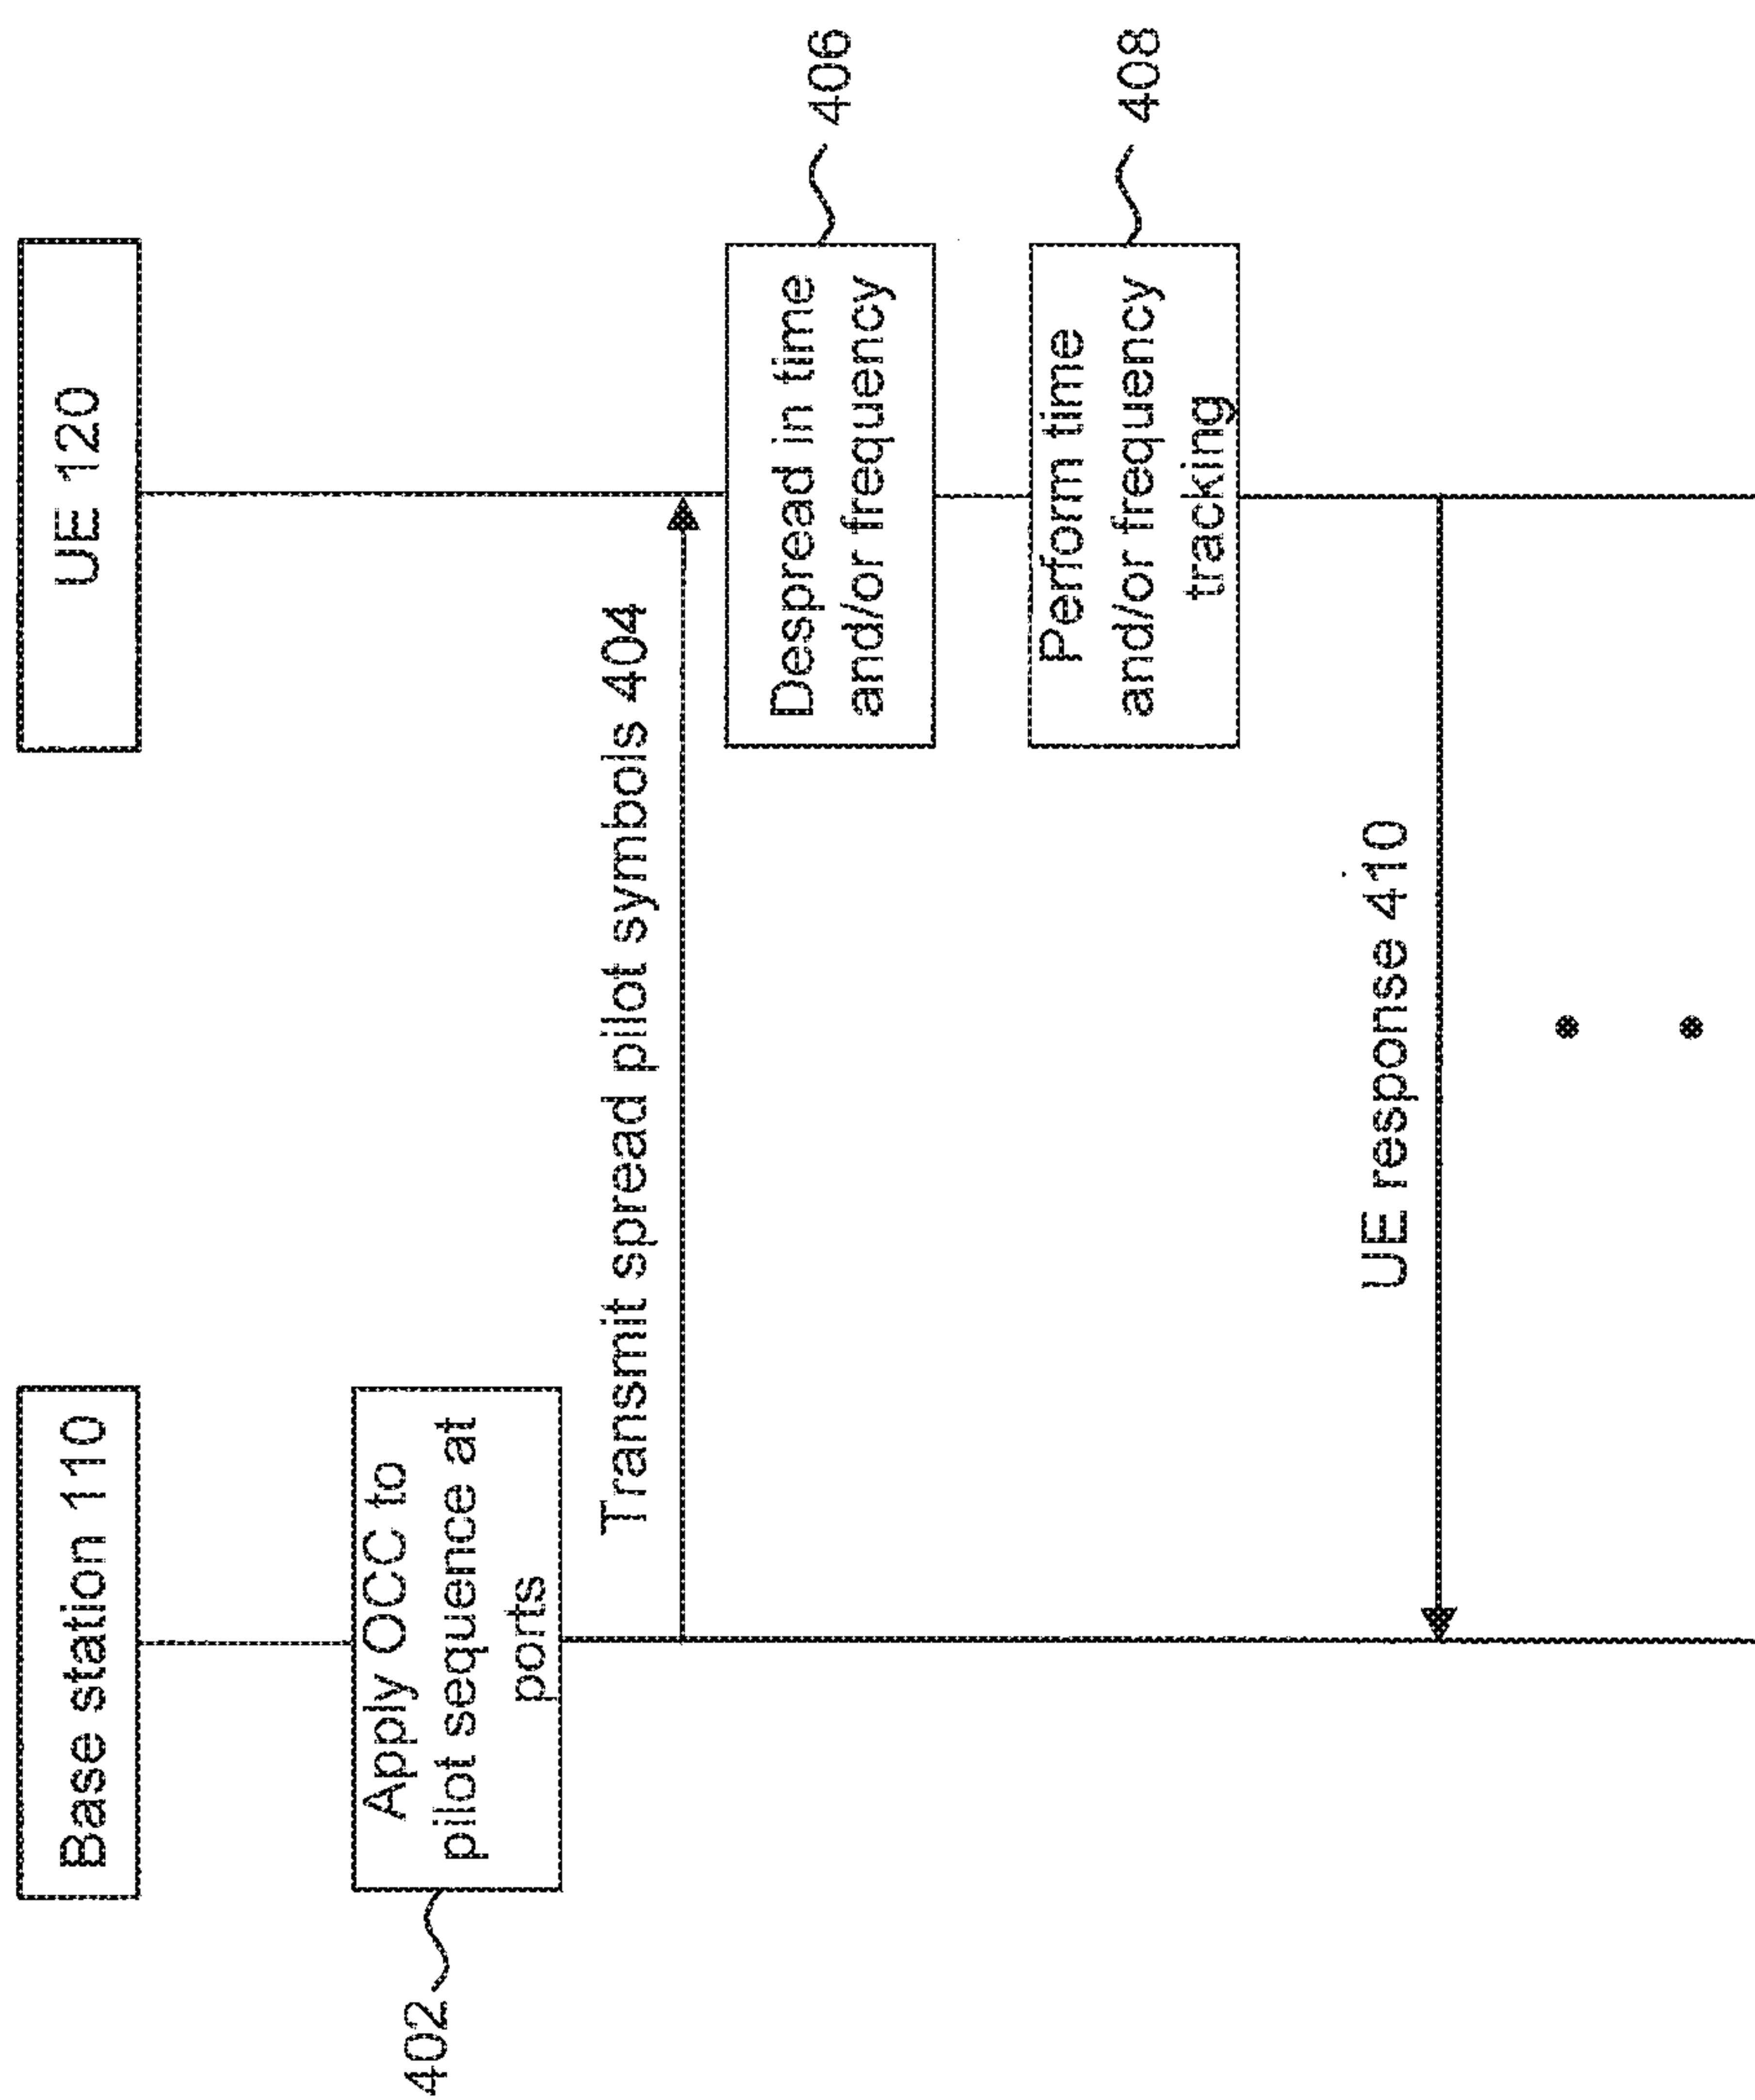 Base station 110
UE 120
402
Apply OCC to
pilot sequence at
ports
Transmit spread pilot symbols 404
Despread in time
and/or frequency
406
Perform time
and/or frequency
tracking
408
UE response 410